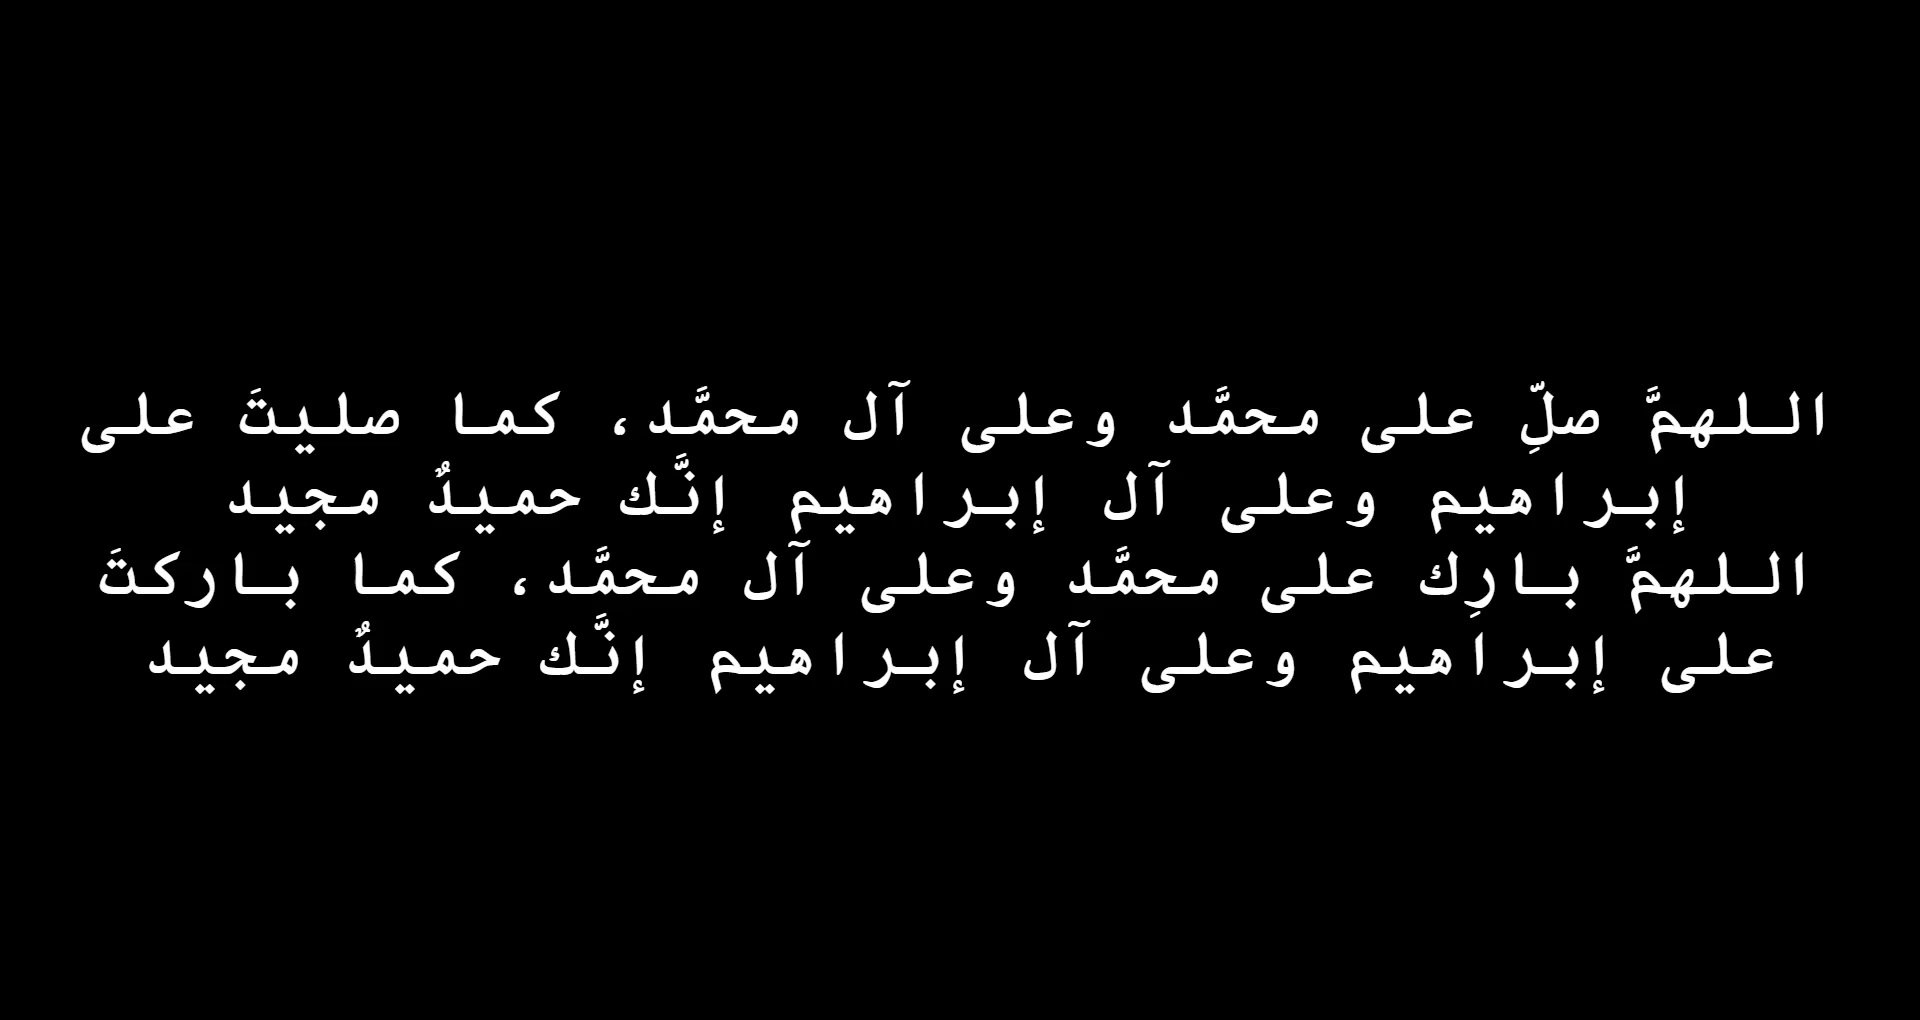 اللهمَّ صلِّ على محمَّد وعلى آل محمَّد، كما صليتَ على
إبراهيم وعلى آل إبراهيم إنَّك حميدٌ مجيد
اللهمَّ بارِك على محمَّد وعلى آل محمَّد، كما باركتَ
على إبراهيم وعلى آل إبراهيم إنَّك حميدٌ مجيد